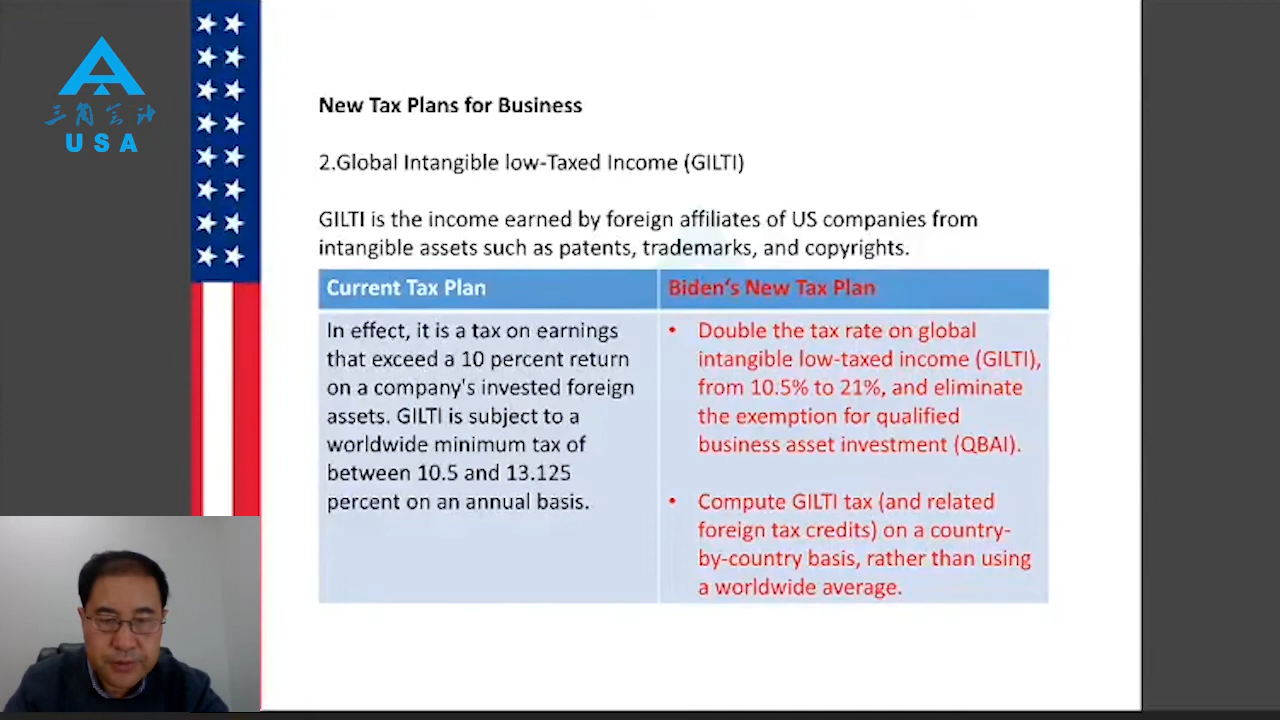 三角会计
USA
New Tax Plans for Business
2.Global Intangible low-Taxed Income (GILTI)
GILTI is the income earned by foreign affiliates of US companies from
intangible assets such as patents, trademarks, and copyrights.
Current Tax Plan
In effect, it is a tax on earnings
that exceed a 10 percent return
on a company's invested foreign
assets. GILTI is subject to a
worldwide minimum tax of
between 10.5 and 13.125
percent on an annual basis.
Biden's New Tax Plan
• Double the tax rate on global
intangible low-taxed income (GILTI),
from 10.5% to 21%, and eliminate
the exemption for qualified
business asset investment (QBAI).
• Compute GILTI tax (and related
foreign tax credits) on a country-
by-country basis, rather than using
a worldwide average.